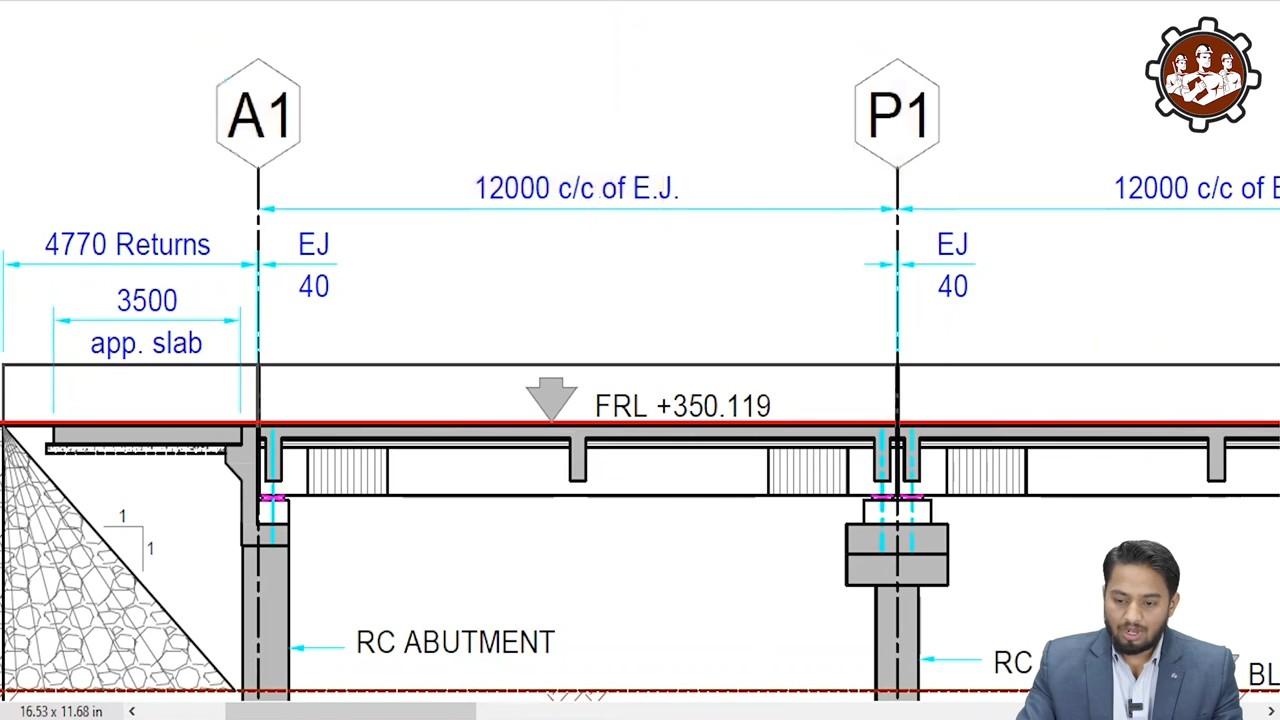 A1
P1
12000 c/c of E.J.
12000 c/c of E
4770 Returns
EJ
40
EJ
40
3500
app. slab
FRL +350.119
1
1
RC ABUTMENT
RC
BL
16.53 x 11.68 in